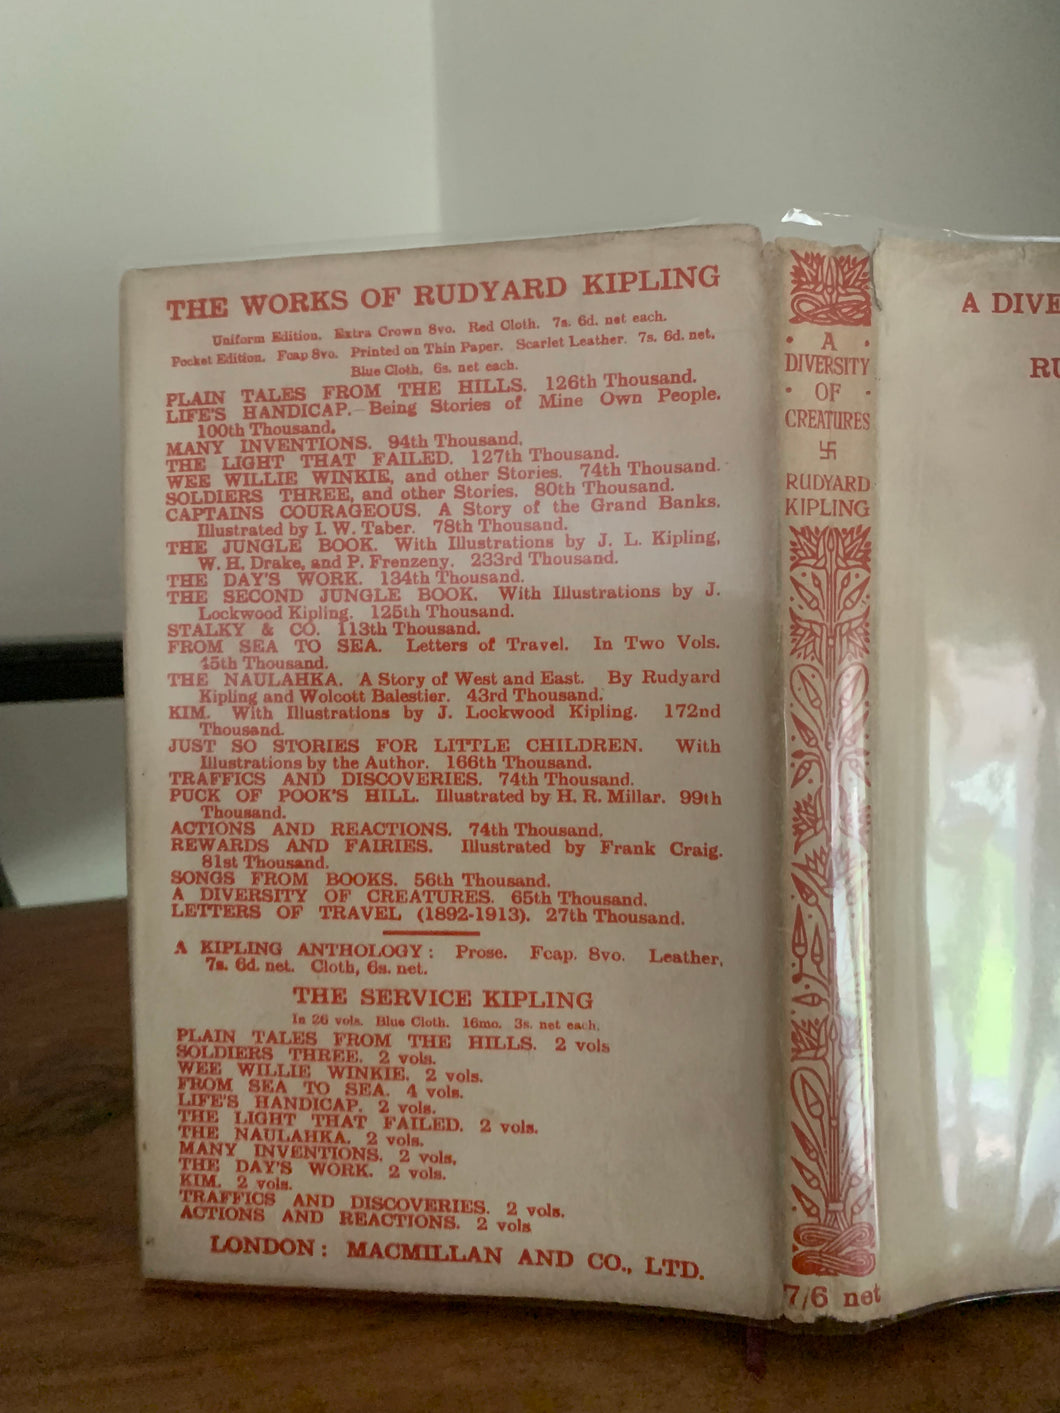 THE WORKS OF RUDYARD KIPLING
Uniform Edition. Extra Crown 8vo. Red Cloth. 7s. 6d. net each.
Pocket Edition. Fcap 8vo. Printed on Thin Paper. Scarlet Leather. 7s. 6d. net.
Blue Cloth, 6s. net each.
PLAIN TALES FROM THE HILLS. 126th Thousand.
LIFE'S HANDICAP. Being Stories of Mine Own People.
100th Thousand.
MANY INVENTIONS. 94th Thousand.
THE LIGHT THAT FAILED. 127th Thousand.
WEE WILLIE WINKIE, and other Stories. 74th Thousand.
SOLDIERS THREE, and other Stories. 80th Thousand.
CAPTAINS COURAGEOUS. A Story of the Grand Banks.
Illustrated by I. W. Taber. 78th Thousand.
THE JUNGLE BOOK. With Illustrations by J. L. Kipling,
W. H. Drake, and P. Frenzeny. 233rd Thousand.
THE DAY'S WORK. 134th Thousand.
THE SECOND JUNGLE BOOK. With Illustrations by J.
Lockwood Kipling. 125th Thousand.
STALKY & CO. 113th Thousand.
FROM SEA TO SEA. Letters of Travel. In Two Vols.
45th Thousand.
THE NAULAHKA. A Story of West and East. By Rudyard
Kipling and Wolcott Balestier. 43rd Thousand.
KIM. With Illustrations by J. Lockwood Kipling. 172nd
Thousand.
JUST SO STORIES FOR LITTLE CHILDREN. With
Illustrations by the Author. 166th Thousand.
TRAFFICS AND DISCOVERIES. 74th Thousand.
PUCK OF POOK'S HILL. Illustrated by H. R. Millar. 99th
Thousand.
ACTIONS AND REACTIONS. 74th Thousand.
REWARDS AND FAIRIES. Illustrated by Frank Craig.
81st Thousand.
SONGS FROM BOOKS. 56th Thousand.
A DIVERSITY OF CREATURES. 65th Thousand.
LETTERS OF TRAVEL (1892-1913). 27th Thousand.
A KIPLING ANTHOLOGY: Prose. Fcap. 8vo. Leather,
7s. 6d. net. Cloth, 6s. net.
THE SERVICE KIPLING
In 26 vols. Blue Cloth. 16mo. 3s. net each.
PLAIN TALES FROM THE HILLS. 2 vols
SOLDIERS THREE. 2 vols.
WEE WILLIE WINKIE. 2 vols.
FROM SEA TO SEA. 4 vols.
LIFE'S HANDICAP. 2 vols.
THE LIGHT THAT FAILED. 2 vols.
THE NAULAHKA. 2 vols.
MANY INVENTIONS. 2 vols.
THE DAY'S WORK. 2 vols.
KIM. 2 vols.
TRAFFICS AND DISCOVERIES. 2 vols.
ACTIONS AND REACTIONS. 2 vols
LONDON: MACMILLAN AND CO., LTD.
· A ·
DIVERSITY
· OF ·
CREATURES
卐
RUDYARD
KIPLING
7/6 net
A DIVE
RU